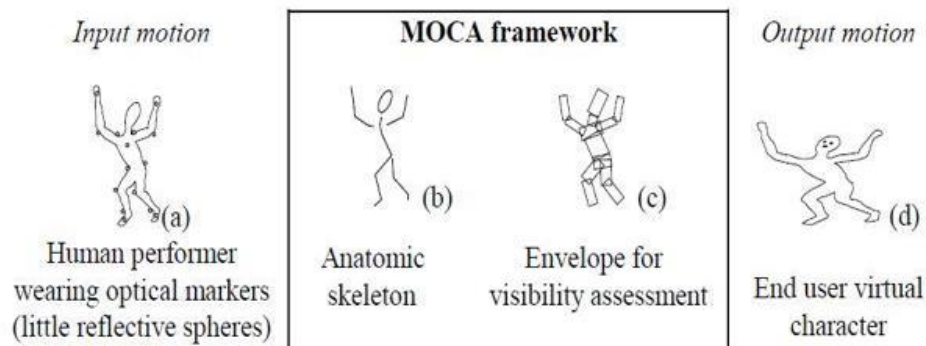 Input motion
MOCA framework
Output motion
(a)
(b)
(c)
(d)
Human performer
wearing optical markers
(little reflective spheres)
Anatomic
skeleton
Envelope for
visibility assessment
End user virtual
character